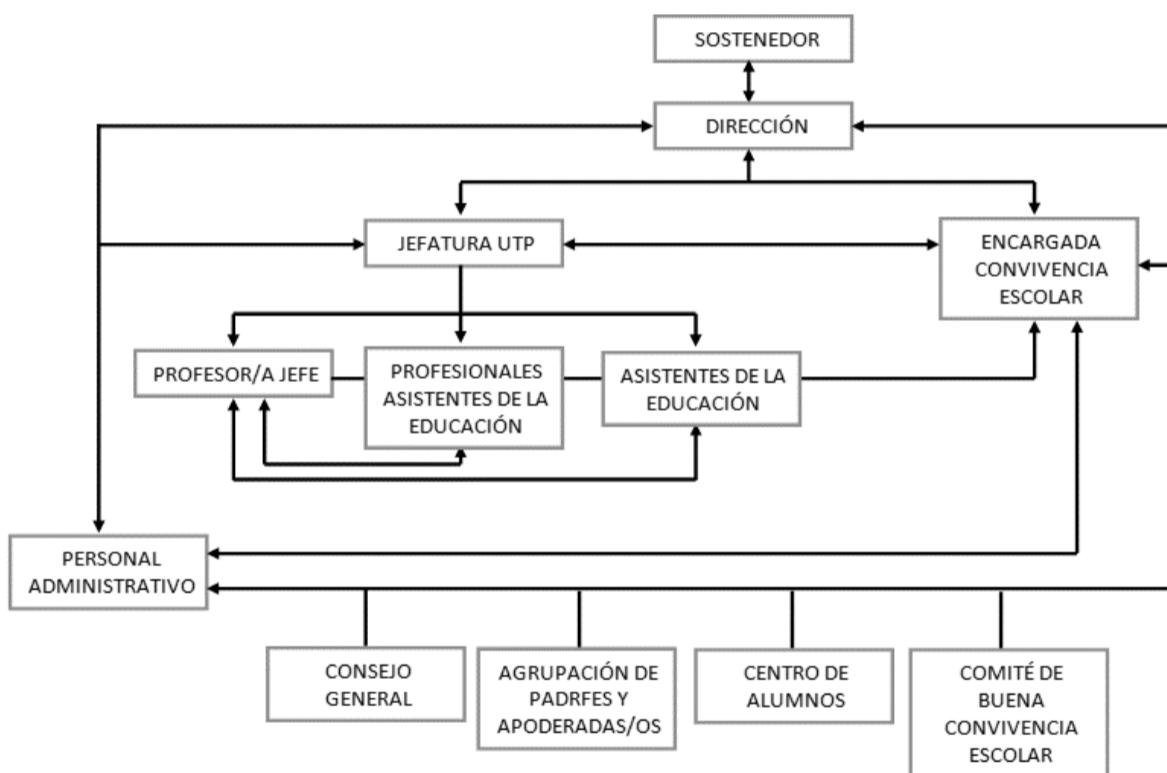 SOSTENEDOR
DIRECCIÓN
JEFATURA UTP
ENCARGADA
CONVIVENCIA
ESCOLAR
PROFESOR/A JEFE
PROFESIONALES
ASISTENTES DE LA
EDUCACIÓN
ASISTENTES DE LA
EDUCACIÓN
PERSONAL
ADMINISTRATIVO
CONSEJO
GENERAL
AGRUPACIÓN DE
PADRFES Y
APODERADAS/OS
CENTRO DE
ALUMNOS
COMITÉ DE
BUENA
CONVIVENCIA
ESCOLAR